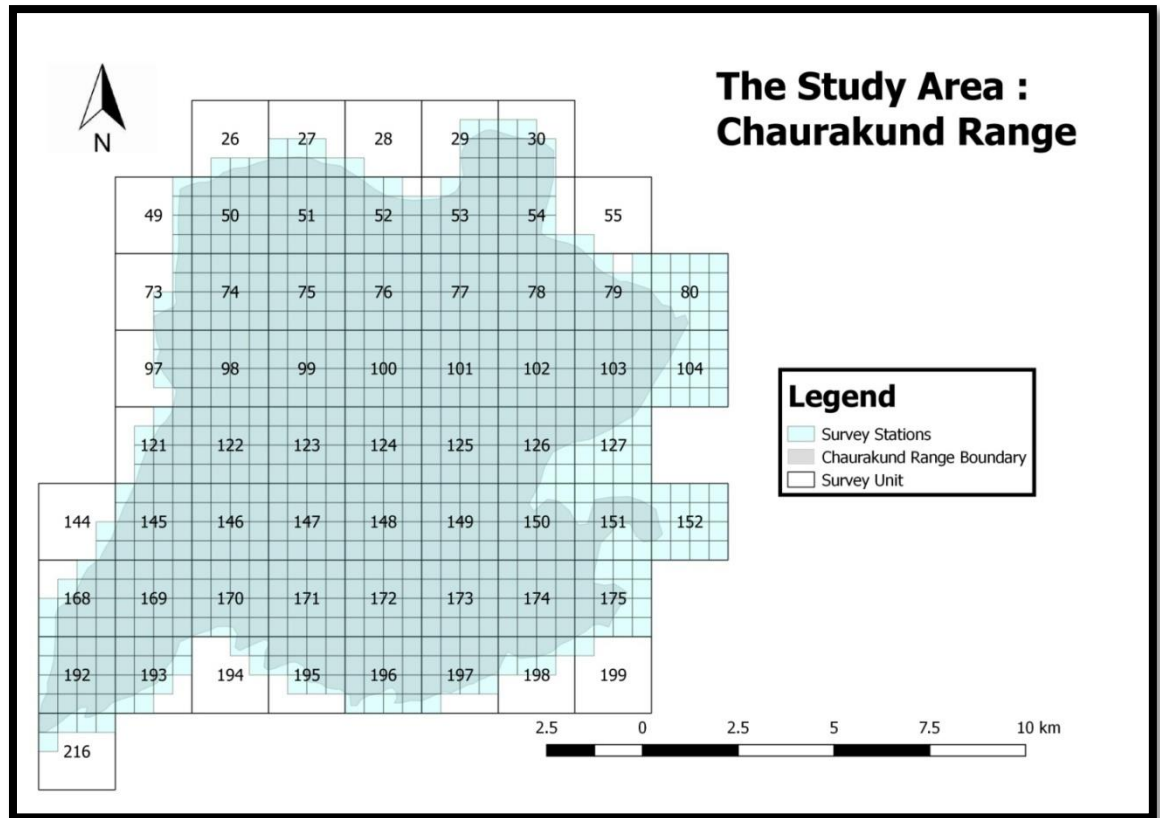 The Study Area :
Chaurakund Range
N
26 27 28 29 30
49 50 51 52 53 54 55
73 74 75 76 77 78 79 80
97 98 99 100 101 102 103 104
121 122 123 124 125 126 127
144 145 146 147 148 149 150 151 152
168 169 170 171 172 173 174 175
192 193 194 195 196 197 198 199
216
Legend
Survey Stations
Chaurakund Range Boundary
Survey Unit
2.5 0 2.5 5 7.5 10 km